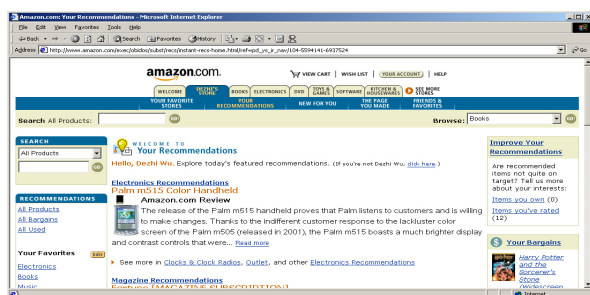 Amazon.com: Your Recommendations - Microsoft Internet Explorer
File Edit View Favorites Tools Help
Back Search Favorites History
Address http://www.amazon.com/exec/obidos/subst/recs/instant-recs-home.html/ref=pd_ys_ir_nav/104-5594141-6937524 Go
amazon.com. VIEW CART | WISH LIST | YOUR ACCOUNT | HELP
WELCOME DEZHI'S STORE BOOKS ELECTRONICS DVD TOYS & GAMES SOFTWARE KITCHEN & HOUSEWARES SEE MORE STORES
YOUR FAVORITE STORES YOUR RECOMMENDATIONS NEW FOR YOU THE PAGE YOU MADE FRIENDS & FAVORITES
Search All Products: GO Browse: Books GO
SEARCH
All Products
GO
RECOMMENDATIONS
All Products
All Bargains
All Used
Your Favorites Edit
Electronics
Books
Music
WELCOME TO
Your Recommendations
Hello, Dezhi Wu. Explore today's featured recommendations. (If you're not Dezhi Wu, click here.)
Electronics Recommendations
Palm m515 Color Handheld
Amazon.com Review
The release of the Palm m515 handheld proves that Palm listens to customers and is willing
to make changes. Thanks to the indifferent customer response to the lackluster color
screen of the Palm m505 (released in 2001), the Palm m515 boasts a much brighter display
and contrast controls that were... Read more
See more in Clocks & Clock Radios, Outlet, and other Electronics Recommendations
Magazine Recommendations
Fortune [MAGAZINE SUBSCRIPTION]
Improve Your
Recommendations
Are recommended
items not quite on
target? Tell us more
about your interests:
Items you own (0)
Items you've rated
(12)
Your Bargains
Harry Potter
and the
Sorcerer's
Stone
(Widescreen
Internet